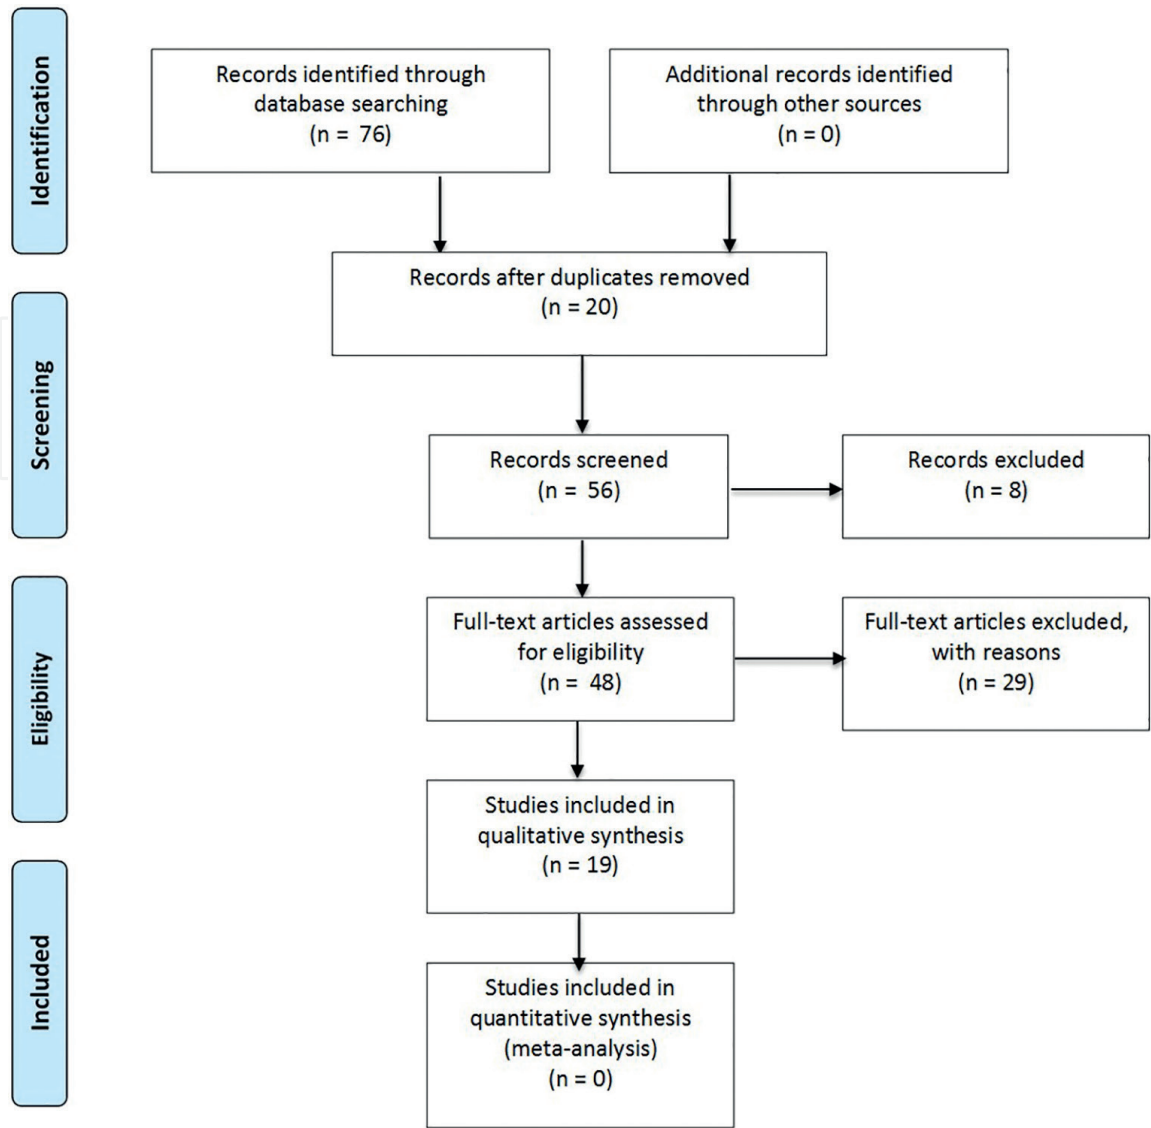 Identification
Records identified through
database searching
(n = 76)
Additional records identified
through other sources
(n = 0)
Records after duplicates removed
(n = 20)
Screening
Records screened
(n = 56)
Records excluded
(n = 8)
Eligibility
Full-text articles assessed
for eligibility
(n = 48)
Full-text articles excluded,
with reasons
(n = 29)
Studies included in
qualitative synthesis
(n = 19)
Included
Studies included in
quantitative synthesis
(meta-analysis)
(n = 0)